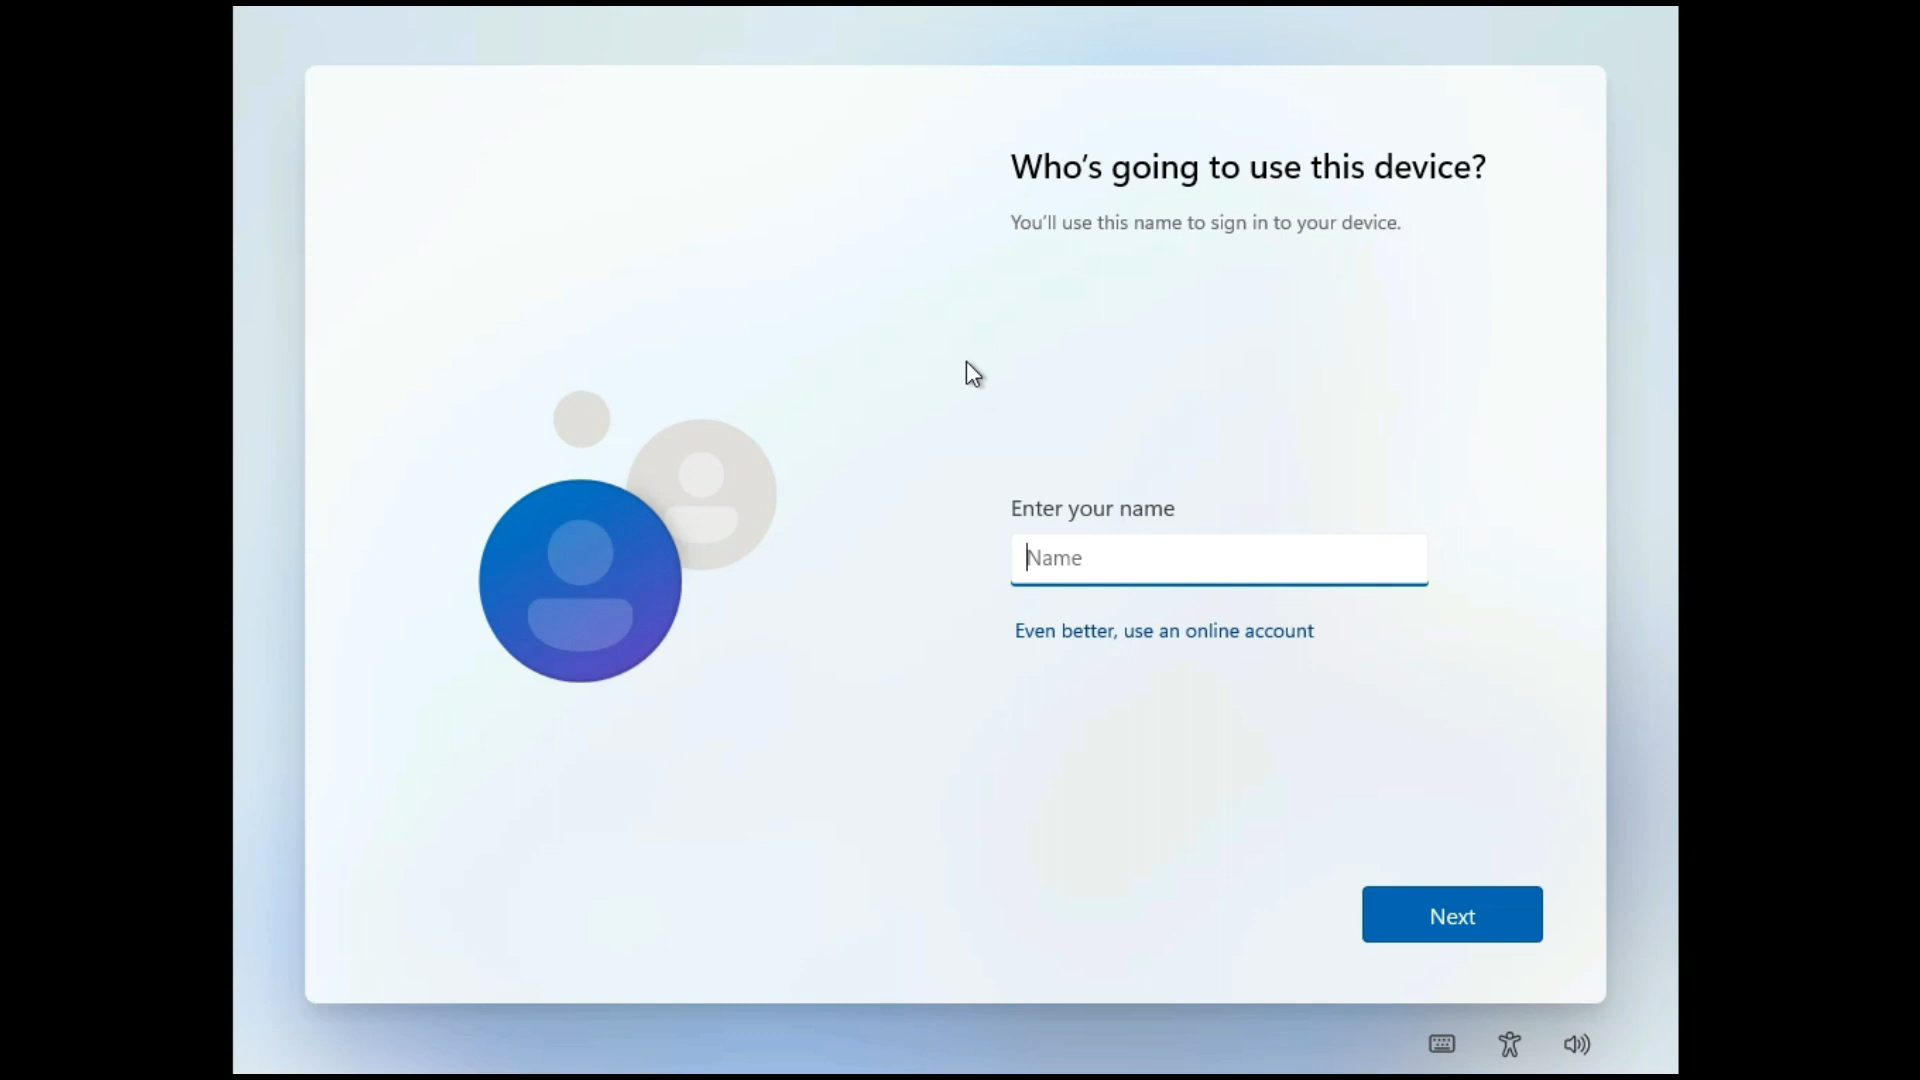 Who's going to use this device?
You'll use this name to sign in to your device.
Enter your name
Name
Even better, use an online account
Next